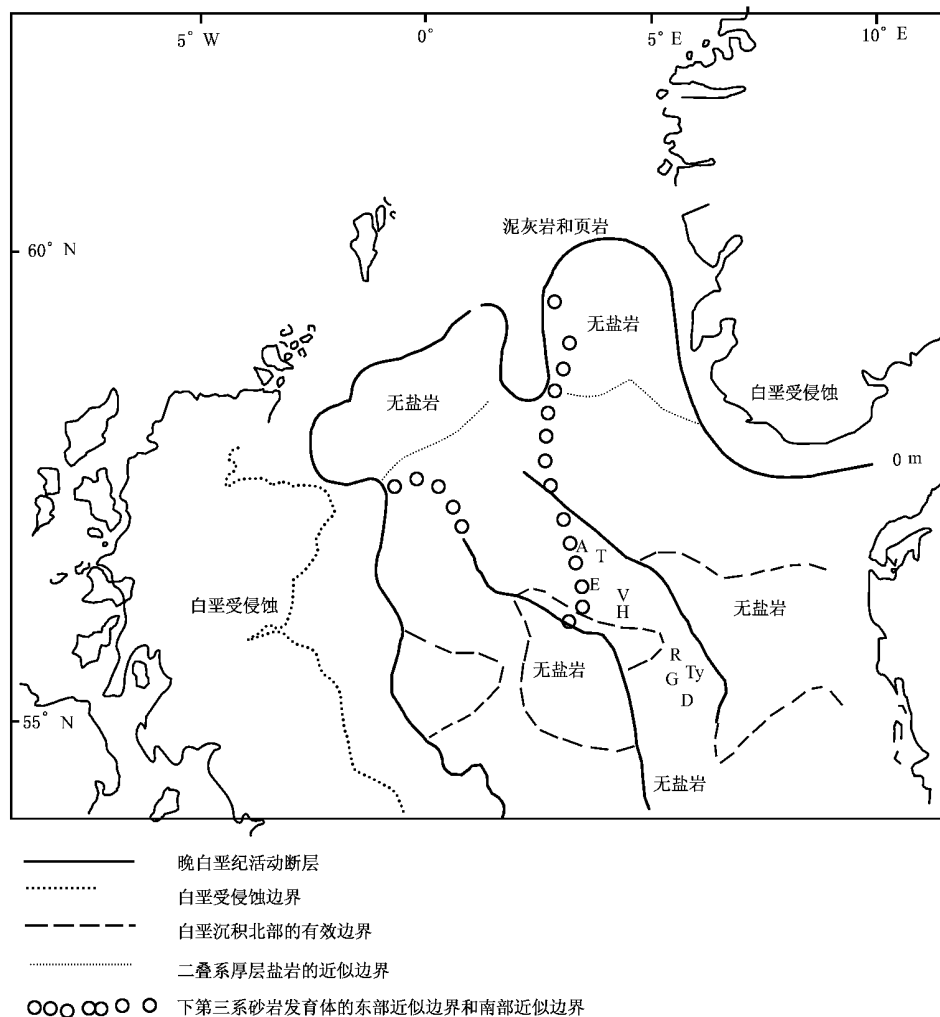 5° W
0°
5° E
10° E
60° N
泥灰岩和页岩
无盐岩
无盐岩
白垩受侵蚀
0 m
A
T
E
V
H
白垩受侵蚀
无盐岩
无盐岩
R
Ty
G
D
55° N
无盐岩
晚白垩纪活动断层
白垩受侵蚀边界
白垩沉积北部的有效边界
二叠系厚层盐岩的近似边界
下第三系砂岩发育体的东部近似边界和南部近似边界